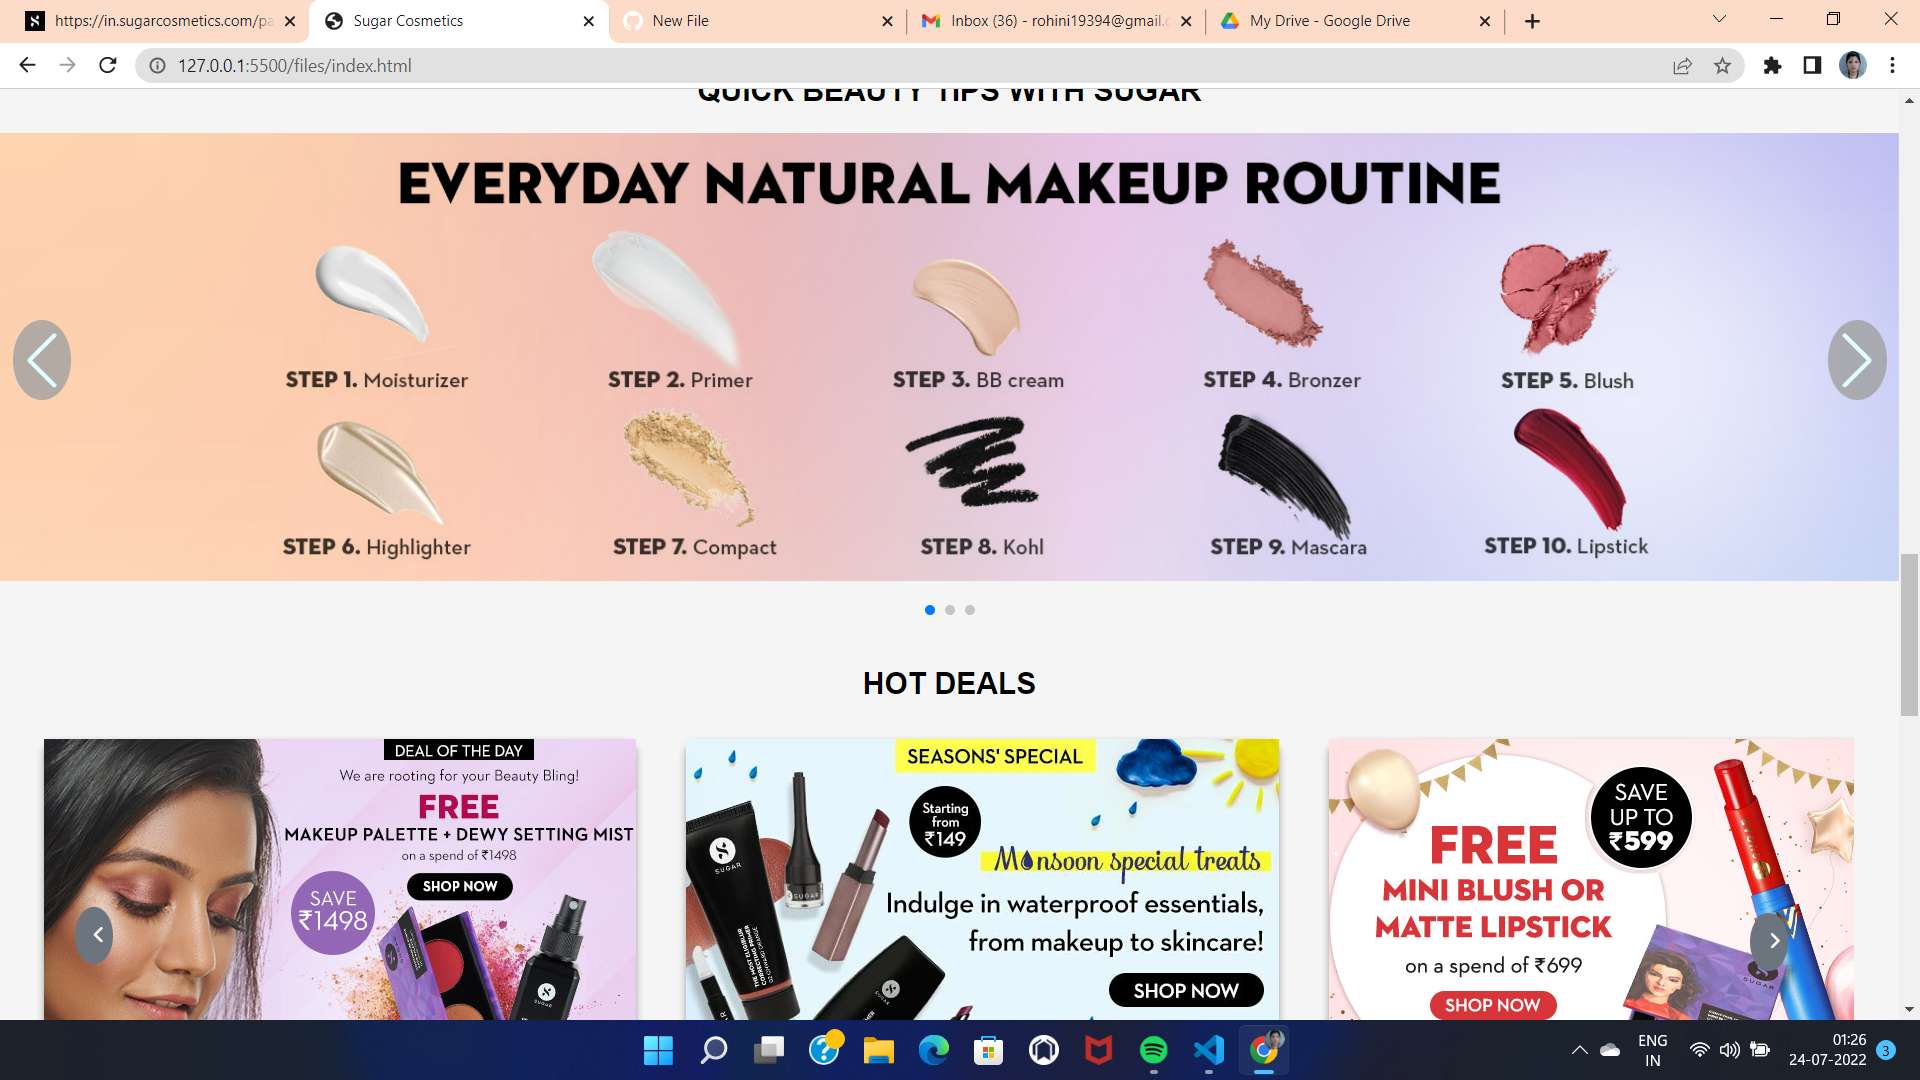 https://in.sugarcosmetics.com/pa
Sugar Cosmetics
New File
Inbox (36) - rohini19394@gmail.c
My Drive - Google Drive
127.0.0.1:5500/files/index.html
QUICK BEAUTY TIPS WITH SUGAR
EVERYDAY NATURAL MAKEUP ROUTINE
STEP 1. Moisturizer
STEP 2. Primer
STEP 3. BB cream
STEP 4. Bronzer
STEP 5. Blush
STEP 6. Highlighter
STEP 7. Compact
STEP 8. Kohl
STEP 9. Mascara
STEP 10. Lipstick
HOT DEALS
DEAL OF THE DAY
We are rooting for your Beauty Bling!
FREE
MAKEUP PALETTE + DEWY SETTING MIST
on a spend of ₹1498
SHOP NOW
SAVE
₹1498
SUGAR
SEASONS' SPECIAL
Starting
from
₹149
Monsoon special treats
Indulge in waterproof essentials,
from makeup to skincare!
SHOP NOW
SUGAR
SUGAR
SAVE
UP TO
₹599
FREE
MINI BLUSH OR
MATTE LIPSTICK
on a spend of ₹699
SHOP NOW
SUGAR
ENG
IN
01:26
24-07-2022
3